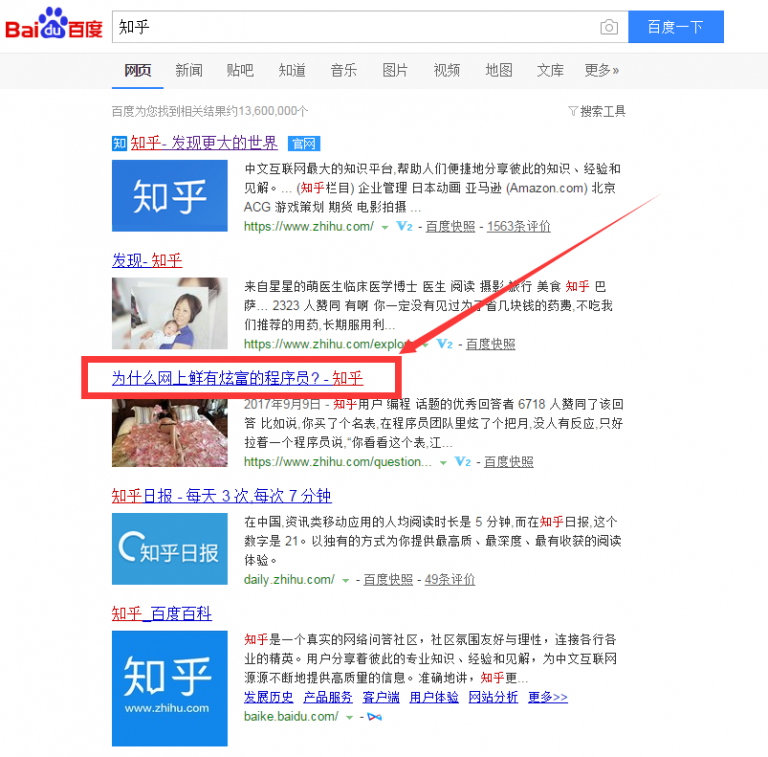 Bai du 百度
知乎
百度一下
网页 新闻 贴吧 知道 音乐 图片 视频 地图 文库 更多»
百度为您找到相关结果约13,600,000个
搜索工具
知 知乎- 发现更大的世界 官网
知乎
中文互联网最大的知识平台,帮助人们便捷地分享彼此的知识、经验和
见解。... (知乎栏目) 企业管理 日本动画 亚马逊 (Amazon.com) 北京
ACG 游戏策划 期货 电影拍摄 ...
https://www.zhihu.com/ V2 - 百度快照 - 1563条评价
发现- 知乎
来自星星的萌医生临床医学博士 医生 阅读 摄影 旅行 美食 知乎 巴
萨... 2323 人赞同 有啊 你一定没有见过为了省几块钱的药费,不吃我
们推荐的用药,长期服用利...
https://www.zhihu.com/explo V2 - 百度快照
为什么网上鲜有炫富的程序员? - 知乎
2017年9月9日 - 知乎用户 编程 话题的优秀回答者 6718 人赞同了该回
答 比如说,你买了个名表,在程序员团队里炫了个把月,没人有反应,只好
拉着一个程序员说,"你看看这个表,江...
https://www.zhihu.com/question... V2 - 百度快照
知乎日报 - 每天 3 次,每次 7 分钟
知乎日报
在中国,资讯类移动应用的人均阅读时长是 5 分钟,而在知乎日报,这个
数字是 21。以独有的方式为你提供最高质、最深度、最有收获的阅读
体验。
daily.zhihu.com/ - 百度快照 - 49条评价
知乎_百度百科
知乎
www.zhihu.com
知乎是一个真实的网络问答社区，社区氛围友好与理性，连接各行各
业的精英。用户分享着彼此的专业知识、经验和见解，为中文互联网
源源不断地提供高质量的信息。准确地讲，知乎更...
发展历史 产品服务 客户端 用户体验 网站分析 更多>>
baike.baidu.com/ -